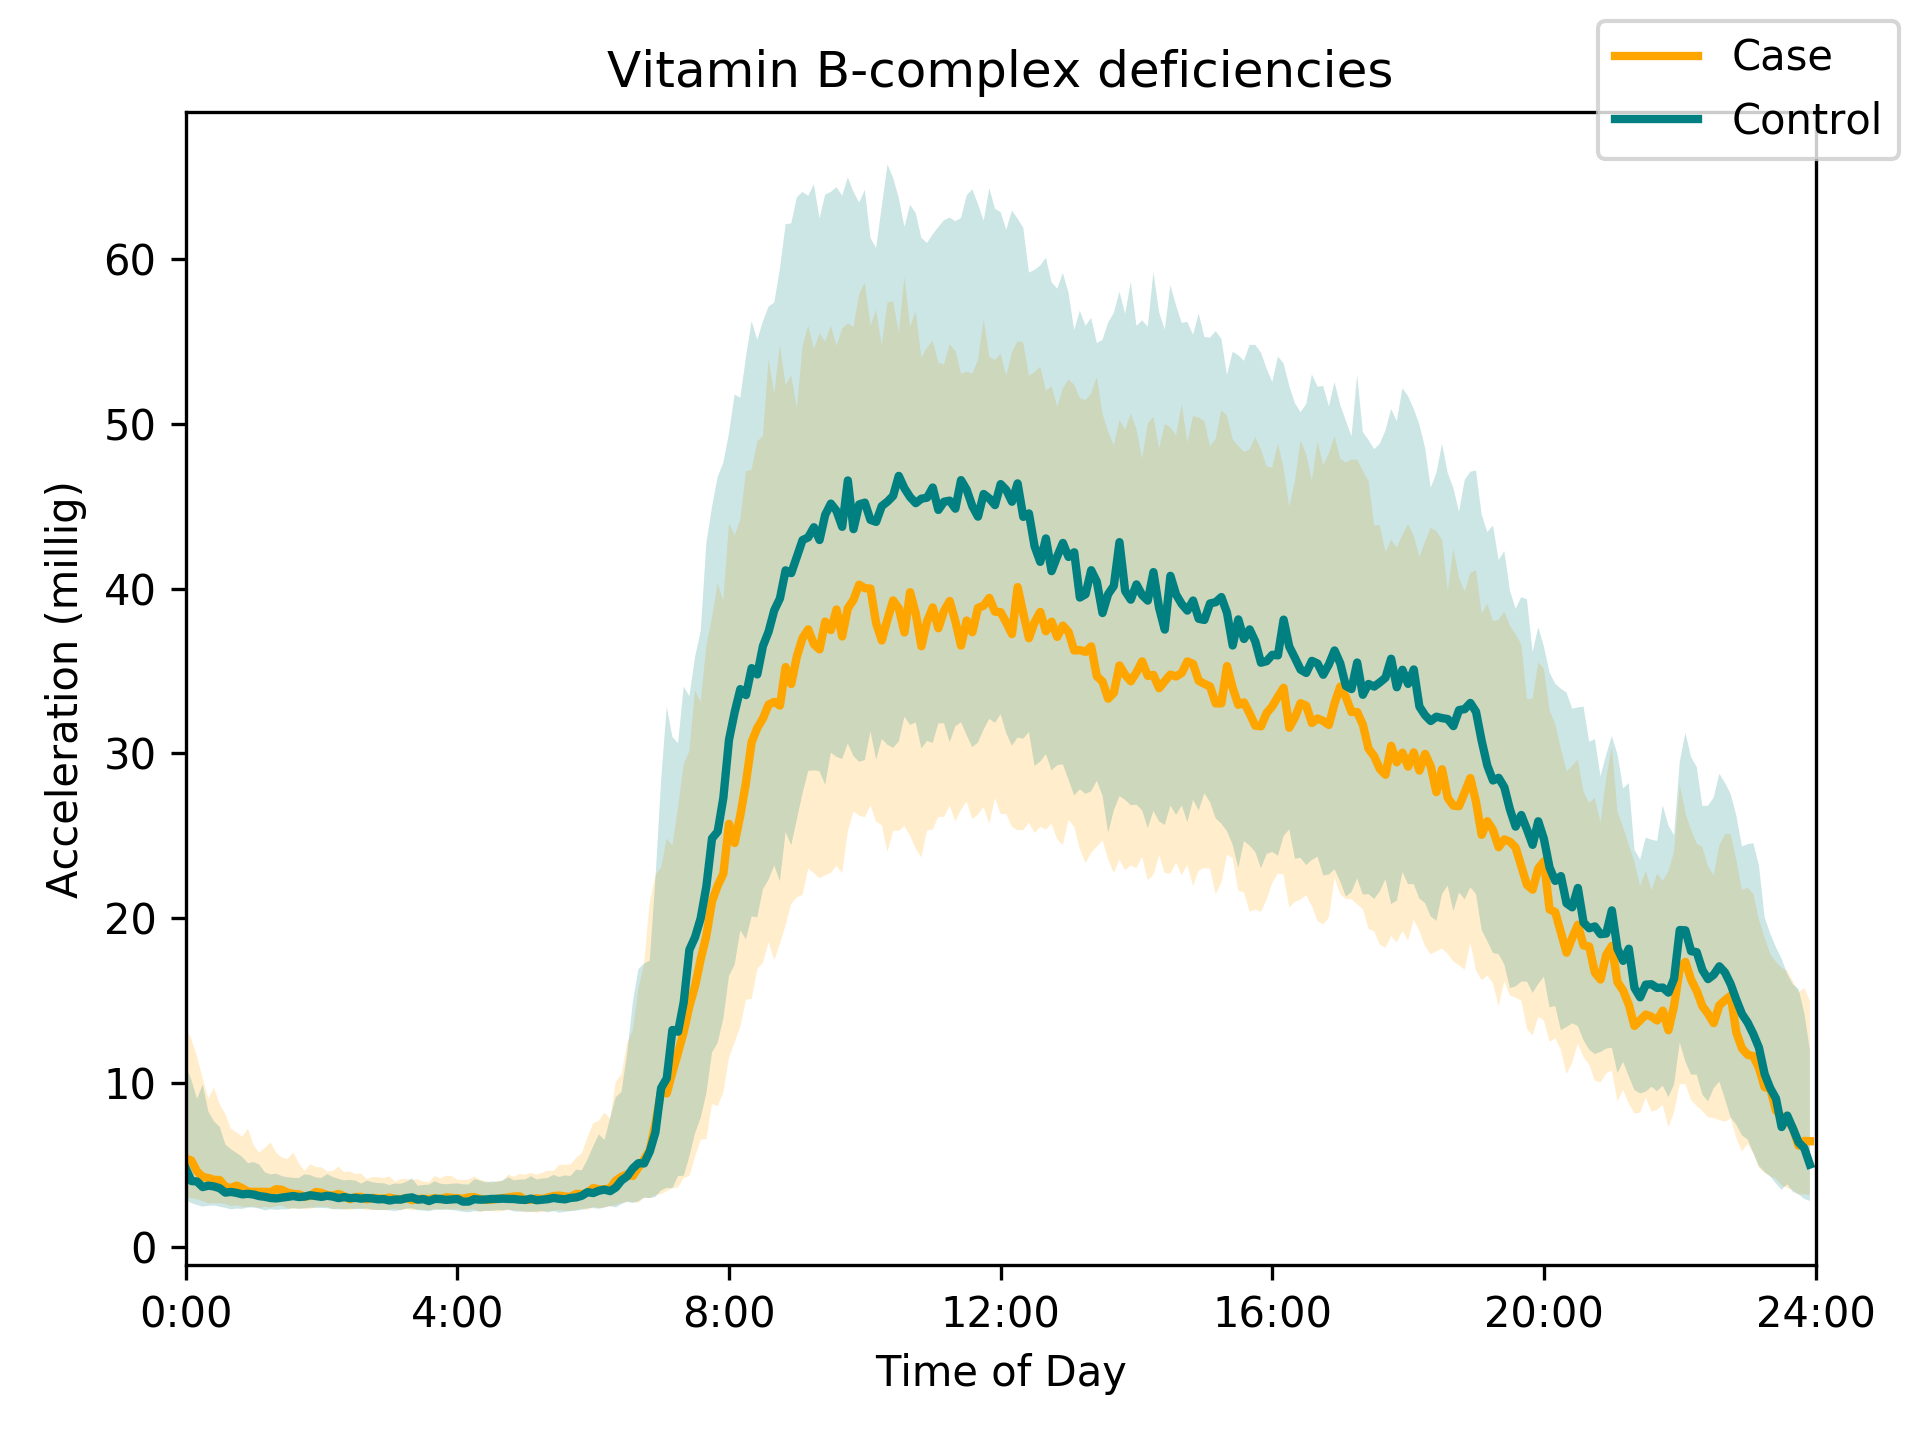 Vitamin B-complex deficiencies
Case
Control
Acceleration (millig)
60
50
40
30
20
10
0
0:00 4:00 8:00 12:00 16:00 20:00 24:00
Time of Day